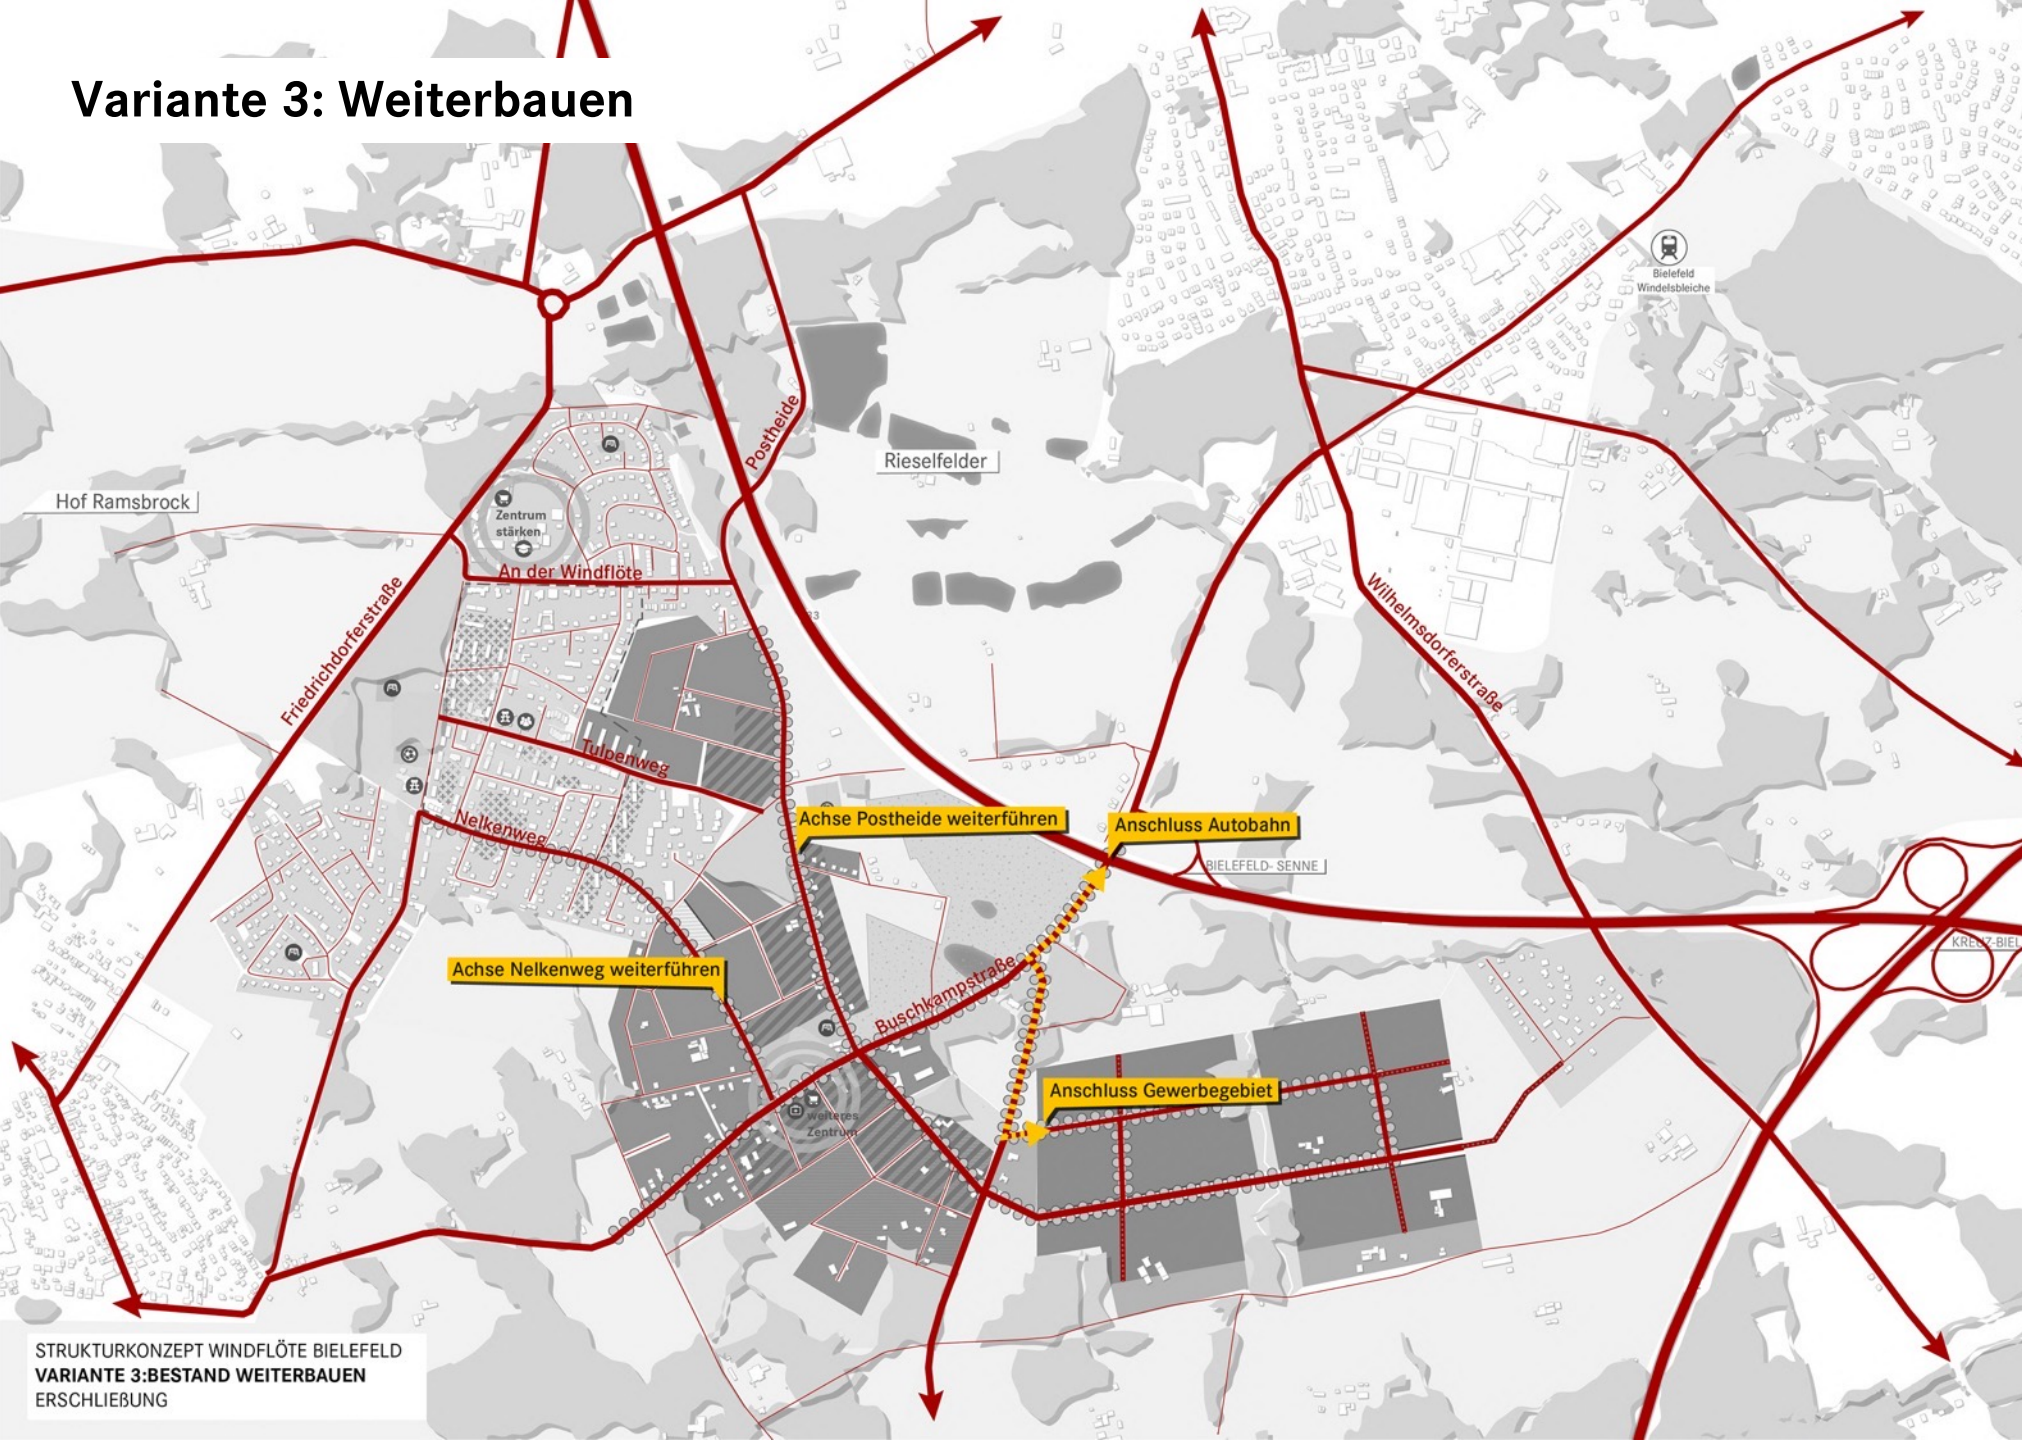 Variante 3: Weiterbauen
Bielefeld
Windelsbleiche
Postheide
Rieselfelder
Hof Ramsbrock
Zentrum
stärken
An der Windflöte
Friedrichdorferstraße
Wilhelmsdorferstraße
Tulpenweg
Nelkenweg
Achse Postheide weiterführen
Anschluss Autobahn
BIELEFELD- SENNE
KREUZ-BIEL
Achse Nelkenweg weiterführen
Buschkampstraße
Anschluss Gewerbegebiet
weiteres
Zentrum
STRUKTURKONZEPT WINDFLÖTE BIELEFELD
VARIANTE 3:BESTAND WEITERBAUEN
ERSCHLIEßUNG